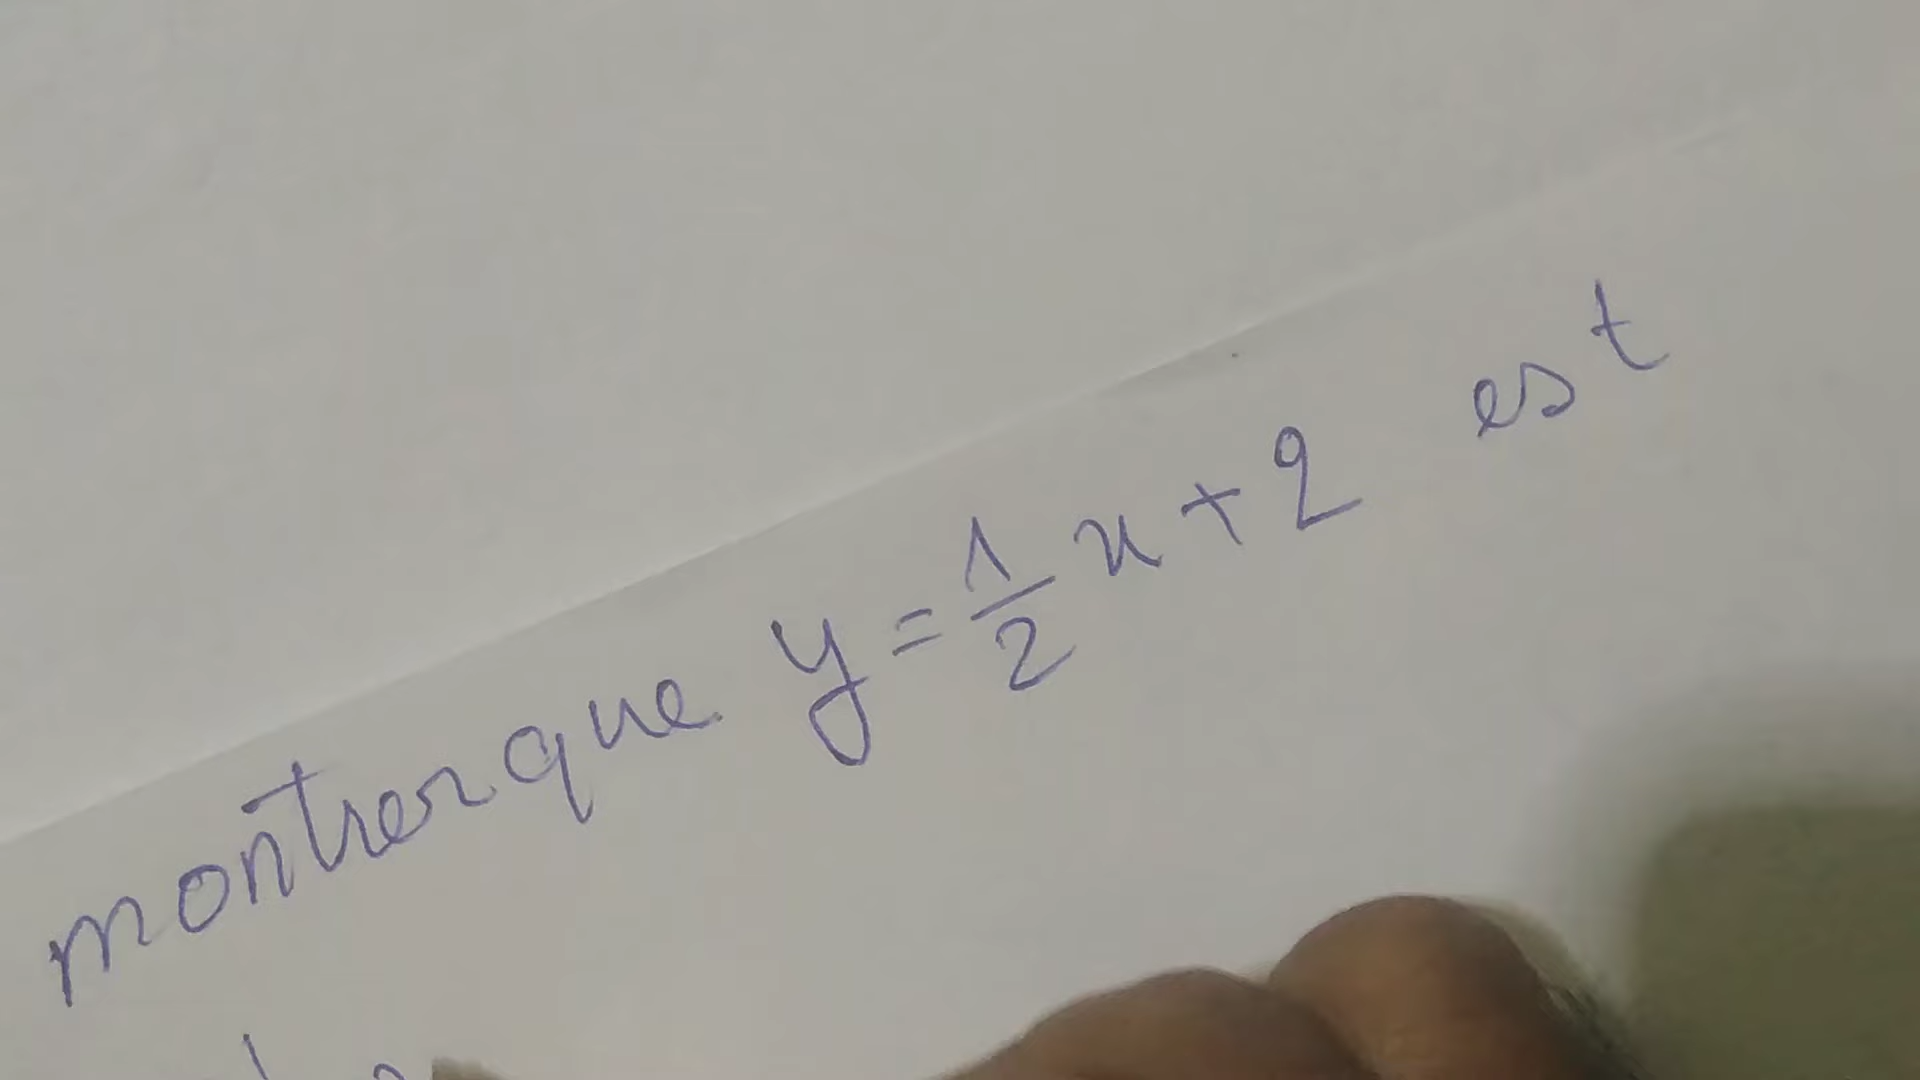 montrer que y = 1/2 x + 2 est